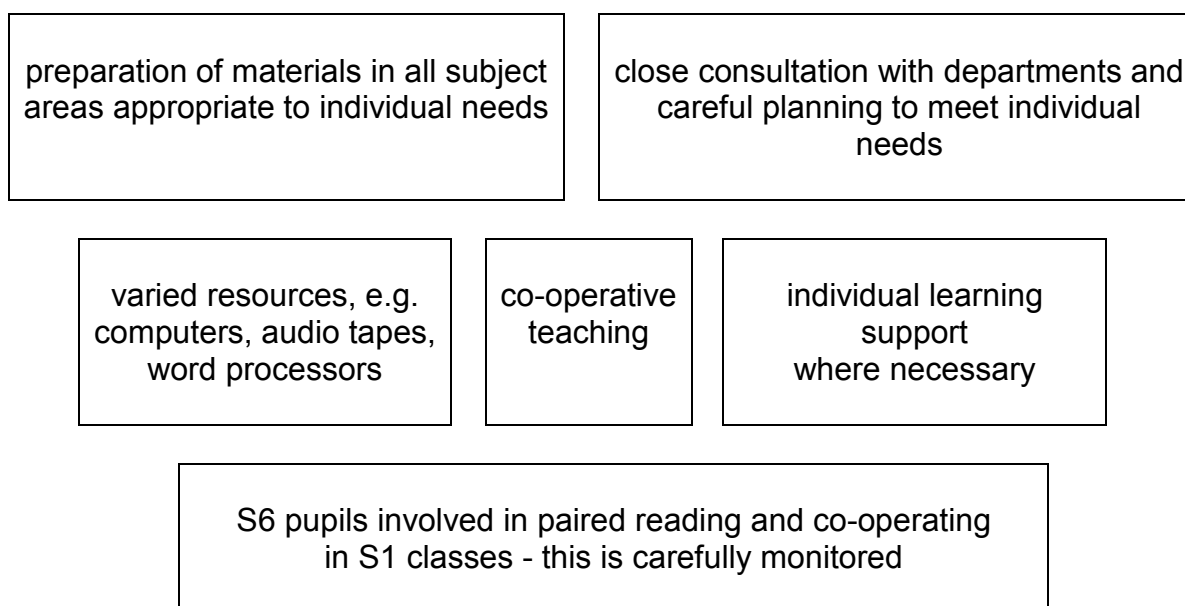 preparation of materials in all subject
areas appropriate to individual needs
close consultation with departments and
careful planning to meet individual
needs
varied resources, e.g.
computers, audio tapes,
word processors
co-operative
teaching
individual learning
support
where necessary
S6 pupils involved in paired reading and co-operating
in S1 classes - this is carefully monitored